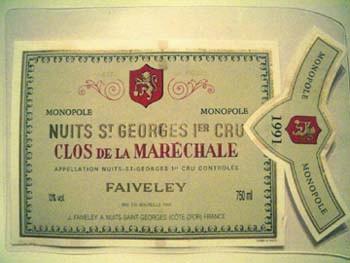 MONOPOLE MONOPOLE
NUITS ST GEORGES 1ER CRU
CLOS DE LA MARÉCHALE
APPELLATION NUITS-ST-GEORGES 1ER CRU CONTRÔLÉE
FAIVELEY
750 ml
J. FAIVELEY A NUITS-SAINT-GEORGES (CÔTE-D'OR) FRANCE
MONOPOLE
1991
MONOPOLE